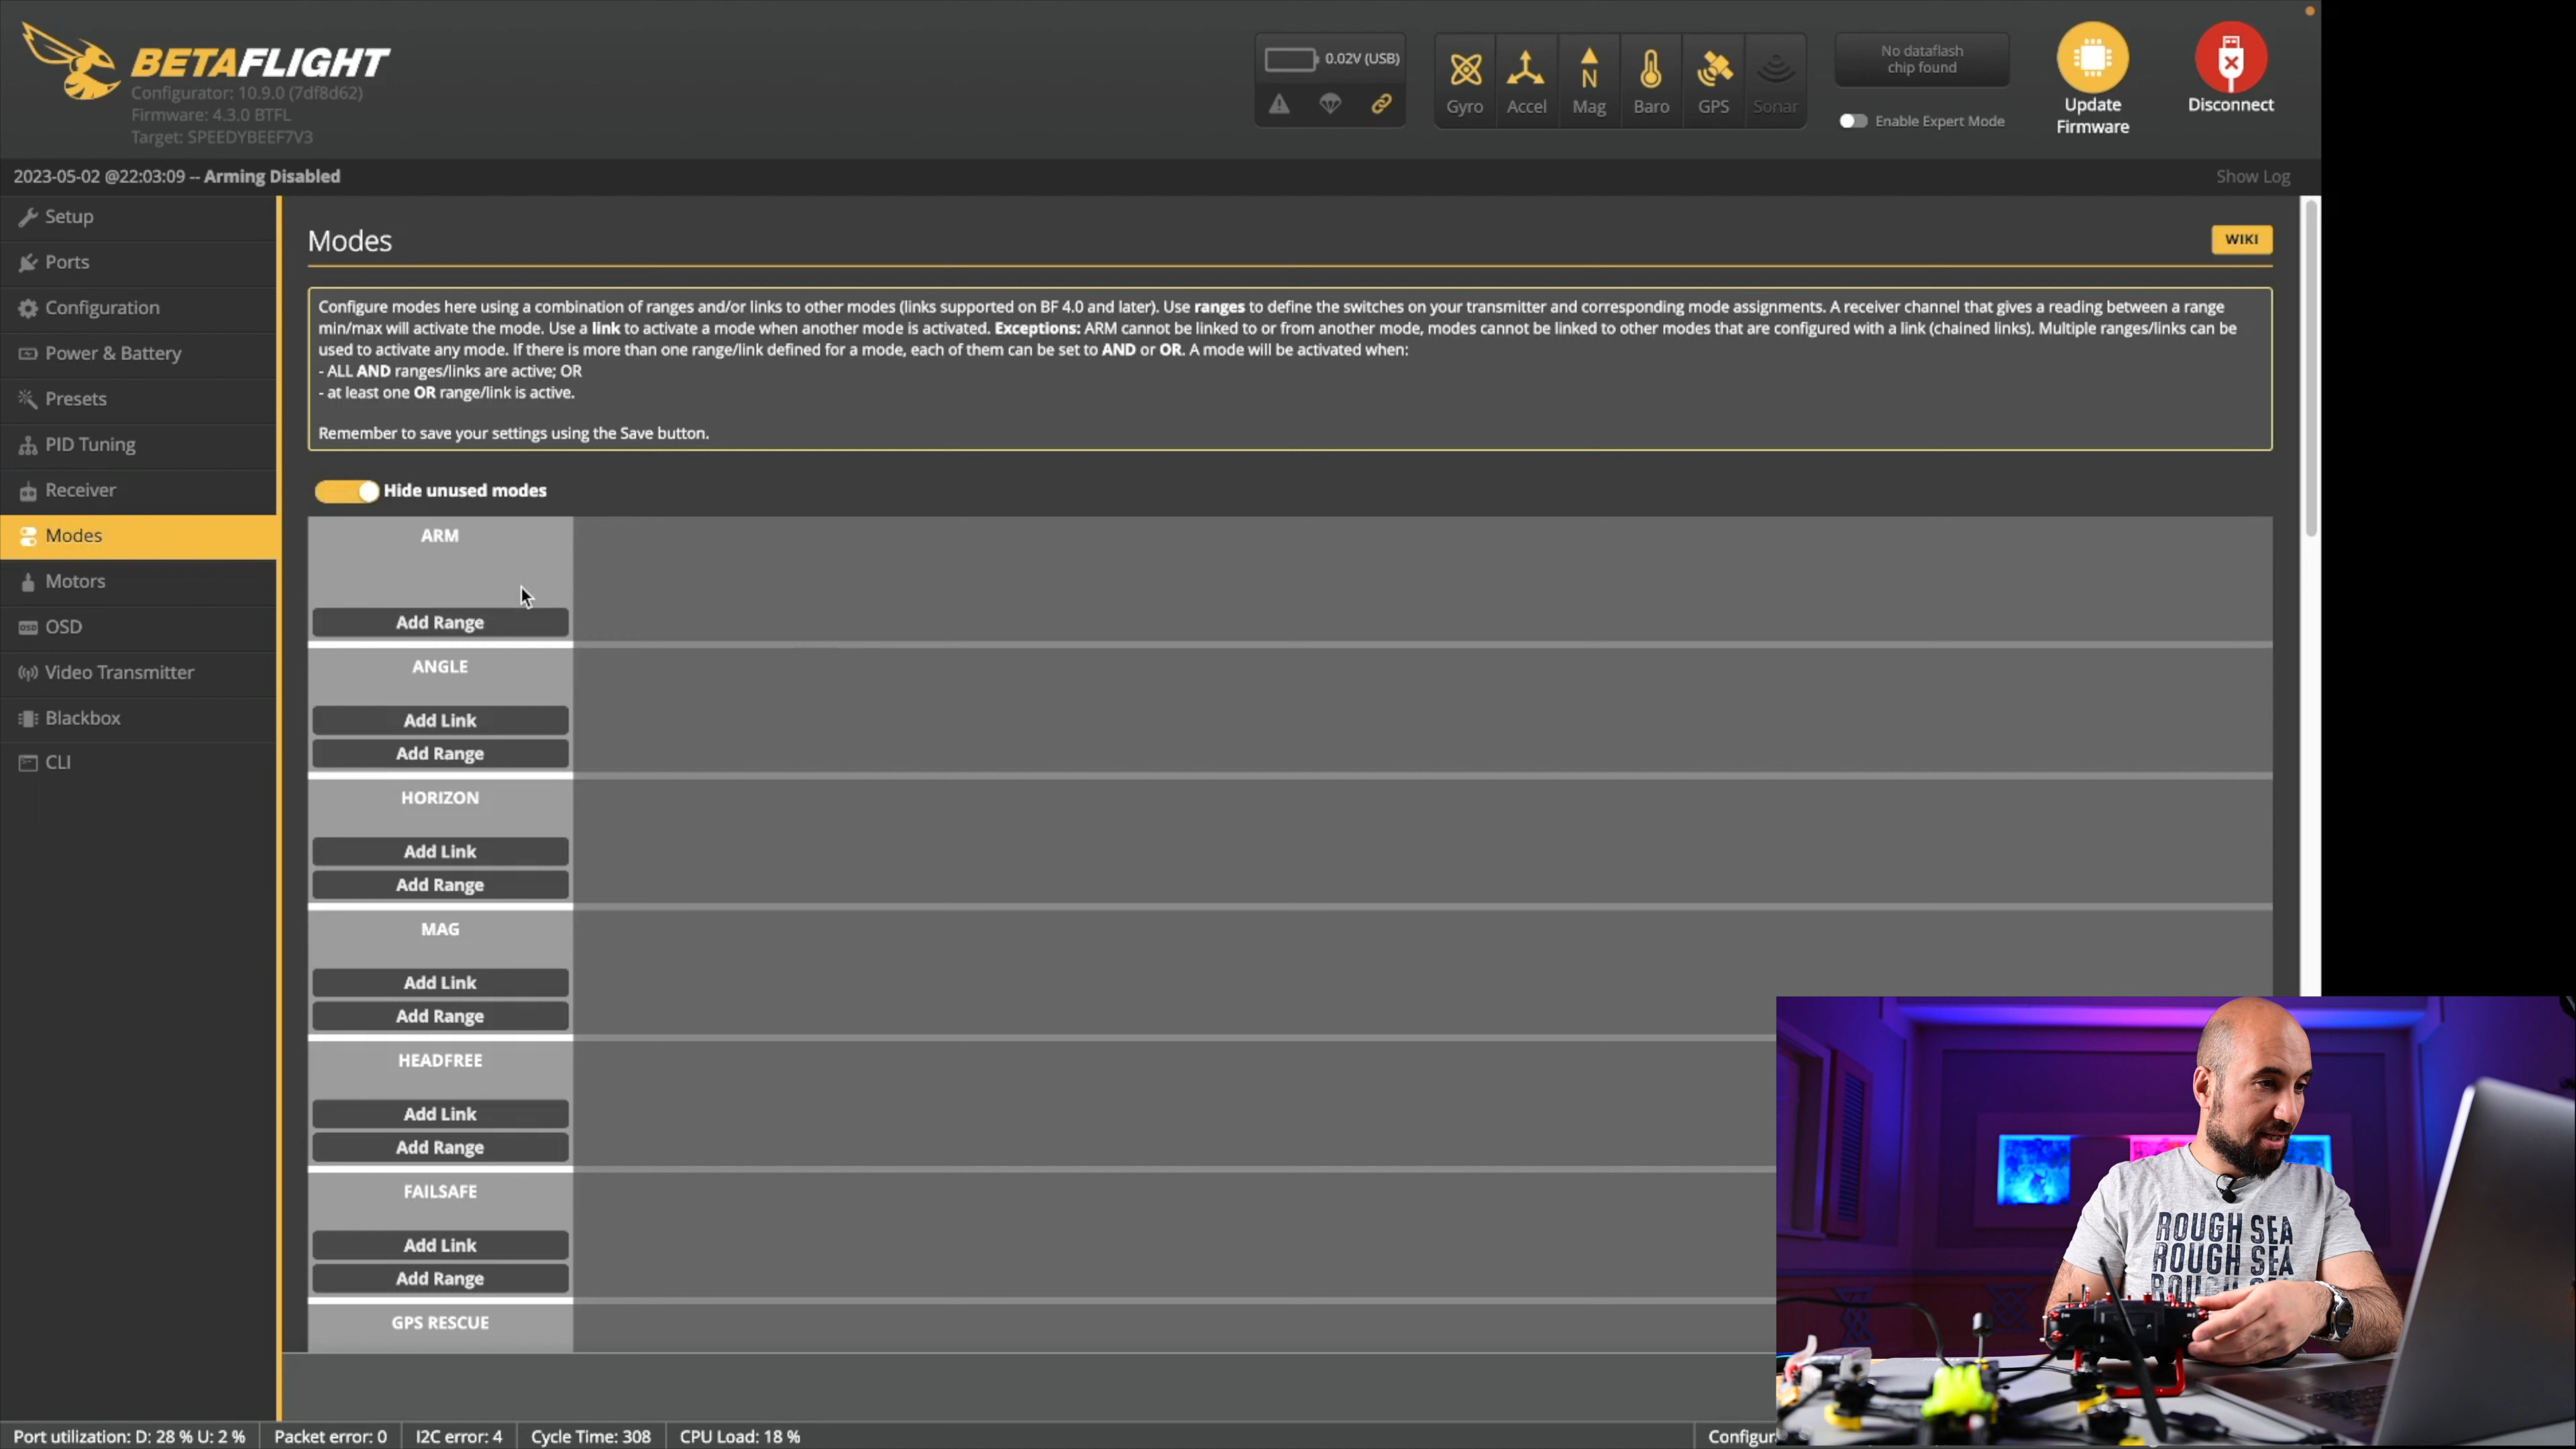 BETAFLIGHT
Configurator: 10.9.0 (7df8d62)
Firmware: 4.3.0 BTFL
Target: SPEEDYBEEF7V3
0.02V (USB)
Gyro
Accel
N
Mag
Baro
GPS
Sonar
No dataflash
chip found
Enable Expert Mode
Update
Firmware
Disconnect
2023-05-02 @22:03:09 -- Arming Disabled
Show Log
Setup
Ports
Configuration
Power & Battery
Presets
PID Tuning
Receiver
Modes
Motors
OSD
OSD
Video Transmitter
Blackbox
CLI
Modes
WIKI
Configure modes here using a combination of ranges and/or links to other modes (links supported on BF 4.0 and later). Use ranges to define the switches on your transmitter and corresponding mode assignments. A receiver channel that gives a reading between a range
min/max will activate the mode. Use a link to activate a mode when another mode is activated. Exceptions: ARM cannot be linked to or from another mode, modes cannot be linked to other modes that are configured with a link (chained links). Multiple ranges/links can be
used to activate any mode. If there is more than one range/link defined for a mode, each of them can be set to AND or OR. A mode will be activated when:
- ALL AND ranges/links are active; OR
- at least one OR range/link is active.
Remember to save your settings using the Save button.
Hide unused modes
ARM
Add Range
ANGLE
Add Link
Add Range
HORIZON
Add Link
Add Range
MAG
Add Link
Add Range
HEADFREE
Add Link
Add Range
FAILSAFE
Add Link
Add Range
GPS RESCUE
ROUGH SEA
ROUGH SEA
ROUGH SEA
Port utilization: D: 28 % U: 2 %
Packet error: 0
I2C error: 4
Cycle Time: 308
CPU Load: 18 %
Configur